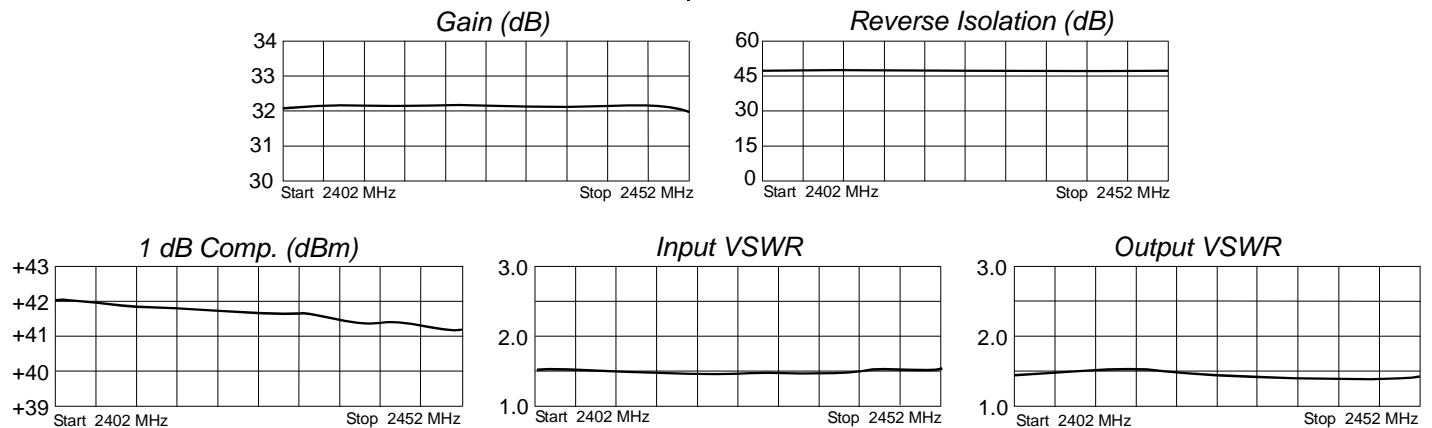 Gain (dB)
34
33
32
31
30
Start 2402 MHz
Stop 2452 MHz
Reverse Isolation (dB)
60
45
30
15
0
Start 2402 MHz
Stop 2452 MHz
1 dB Comp. (dBm)
+43
+42
+41
+40
+39
Start 2402 MHz
Stop 2452 MHz
Input VSWR
3.0
2.0
1.0
Start 2402 MHz
Stop 2452 MHz
Output VSWR
3.0
2.0
1.0
Start 2402 MHz
Stop 2452 MHz